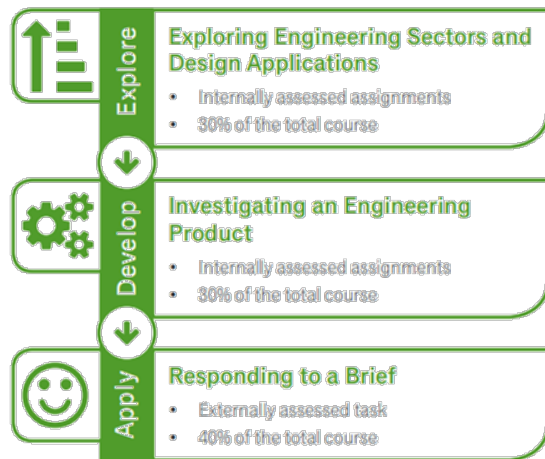 Explore
Exploring Engineering Sectors and
Design Applications
• Internally assessed assignments
• 30% of the total course
Develop
Investigating an Engineering
Product
• Internally assessed assignments
• 30% of the total course
Apply
Responding to a Brief
• Externally assessed task
• 40% of the total course